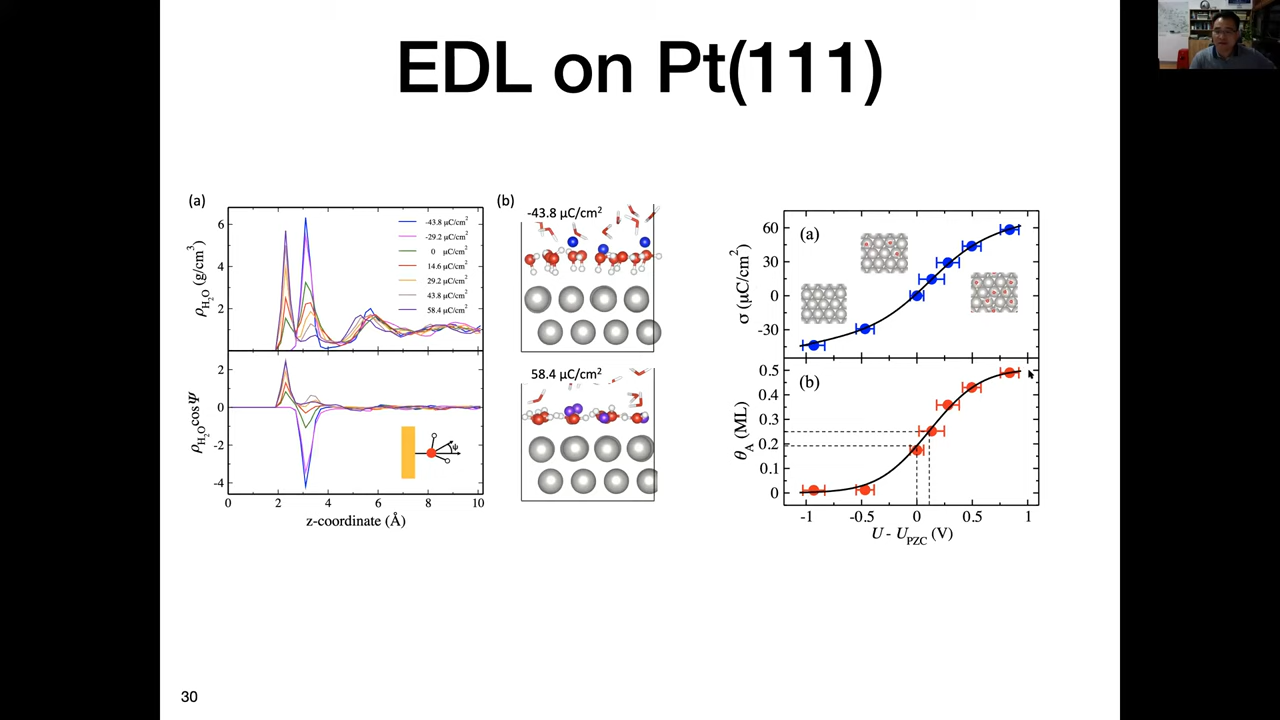 EDL on Pt(111)
(a)
6
4
2
ρH₂O (g/cm³)
-43.8 μC/cm²
-29.2 μC/cm²
0 μC/cm²
14.6 μC/cm²
29.2 μC/cm²
43.8 μC/cm²
58.4 μC/cm²
2
0
-2
-4
ρH₂O cos Ψ
ψ
0 2 4 6 8 10
z-coordinate (Å)
(b)
-43.8 μC/cm²
58.4 μC/cm²
(a)
60
30
0
-30
σ (μC/cm²)
(b)
0.5
0.4
0.3
0.2
0.1
0
θA (ML)
-1 -0.5 0 0.5 1
U - UPZC (V)
30